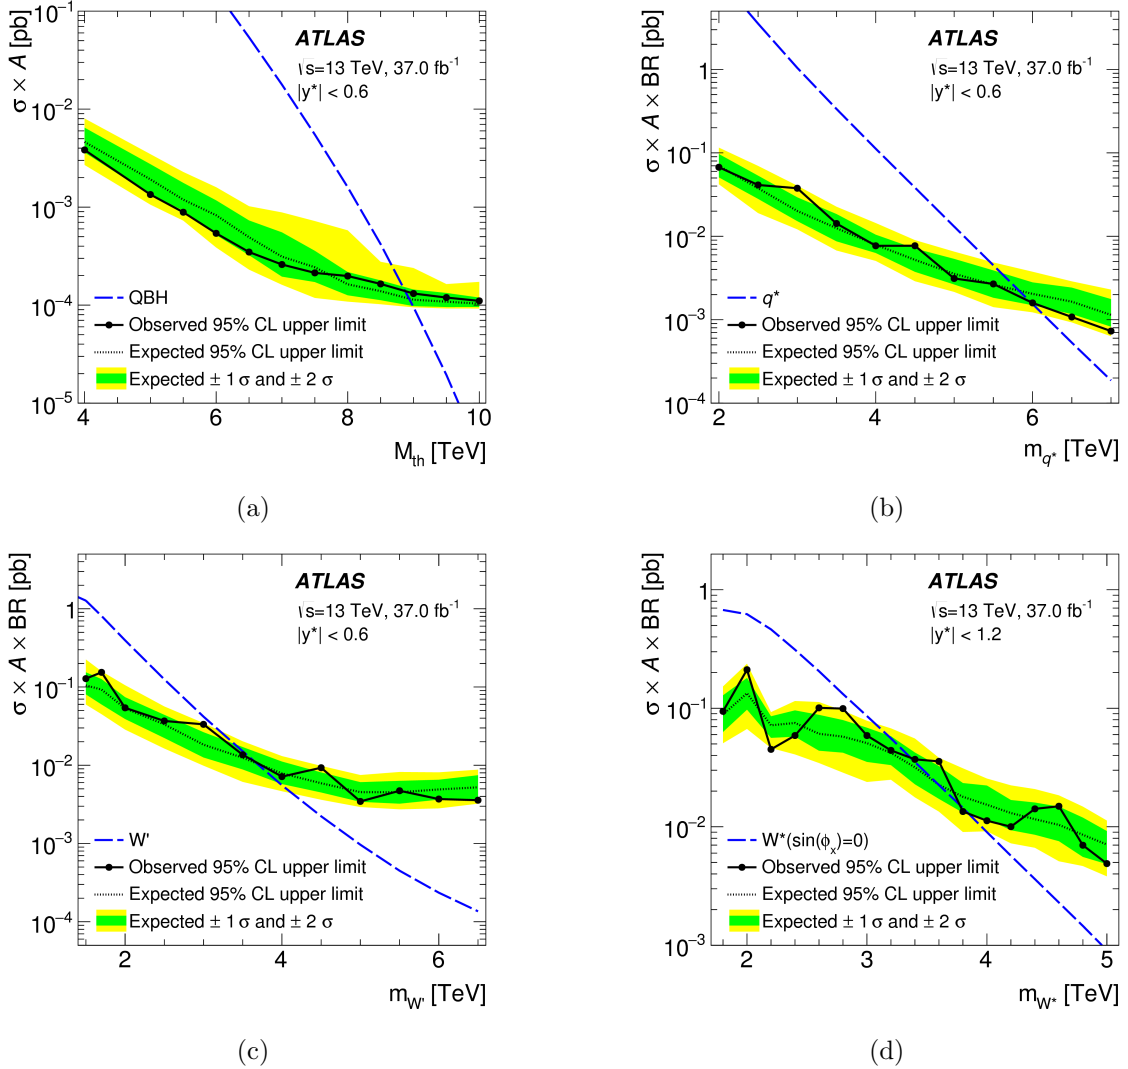 σ × A [pb]
10⁻¹
10⁻²
10⁻³
10⁻⁴
10⁻⁵
ATLAS
√s=13 TeV, 37.0 fb⁻¹
|y*| < 0.6
QBH
Observed 95% CL upper limit
Expected 95% CL upper limit
Expected ± 1 σ and ± 2 σ
4 6 8 10
M_th [TeV]
(a)
σ × A × BR [pb]
1
10⁻¹
10⁻²
10⁻³
10⁻⁴
ATLAS
√s=13 TeV, 37.0 fb⁻¹
|y*| < 0.6
q*
Observed 95% CL upper limit
Expected 95% CL upper limit
Expected ± 1 σ and ± 2 σ
2 4 6
m_q* [TeV]
(b)
σ × A × BR [pb]
1
10⁻¹
10⁻²
10⁻³
10⁻⁴
ATLAS
√s=13 TeV, 37.0 fb⁻¹
|y*| < 0.6
W'
Observed 95% CL upper limit
Expected 95% CL upper limit
Expected ± 1 σ and ± 2 σ
2 4 6
m_W' [TeV]
(c)
σ × A × BR [pb]
1
10⁻¹
10⁻²
10⁻³
ATLAS
√s=13 TeV, 37.0 fb⁻¹
|y*| < 1.2
W*(sin(ϕ_x)=0)
Observed 95% CL upper limit
Expected 95% CL upper limit
Expected ± 1 σ and ± 2 σ
2 3 4 5
m_W* [TeV]
(d)